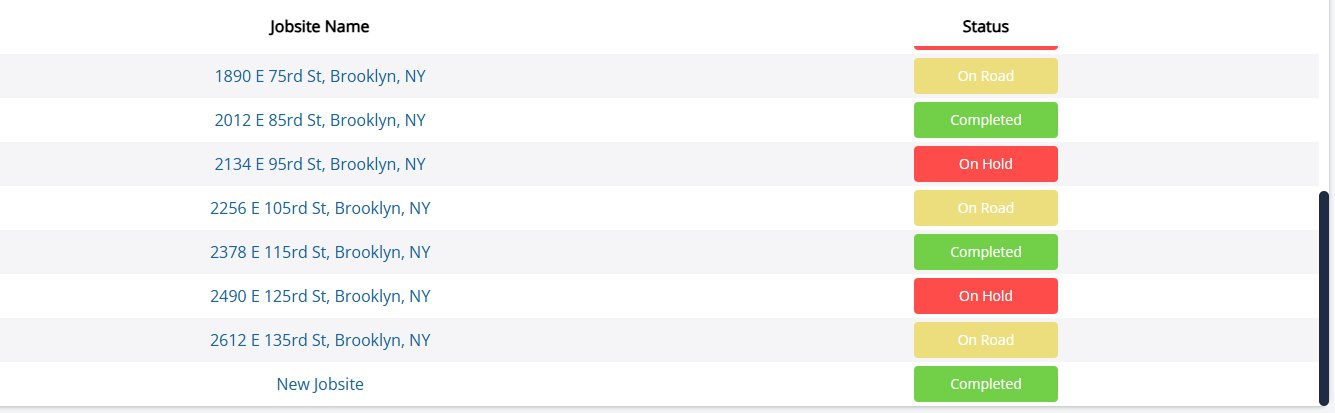 Jobsite Name Status
1890 E 75rd St, Brooklyn, NY On Road
2012 E 85rd St, Brooklyn, NY Completed
2134 E 95rd St, Brooklyn, NY On Hold
2256 E 105rd St, Brooklyn, NY On Road
2378 E 115rd St, Brooklyn, NY Completed
2490 E 125rd St, Brooklyn, NY On Hold
2612 E 135rd St, Brooklyn, NY On Road
New Jobsite Completed